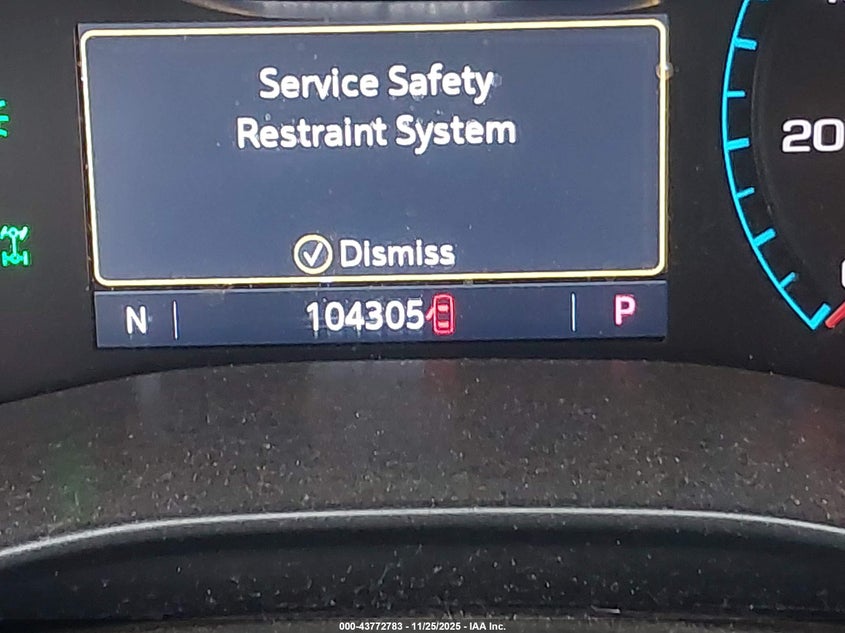 Service Safety
Restraint System
Dismiss
N 104305 P
20
000-43772783 - 11/25/2025 - IAA Inc.